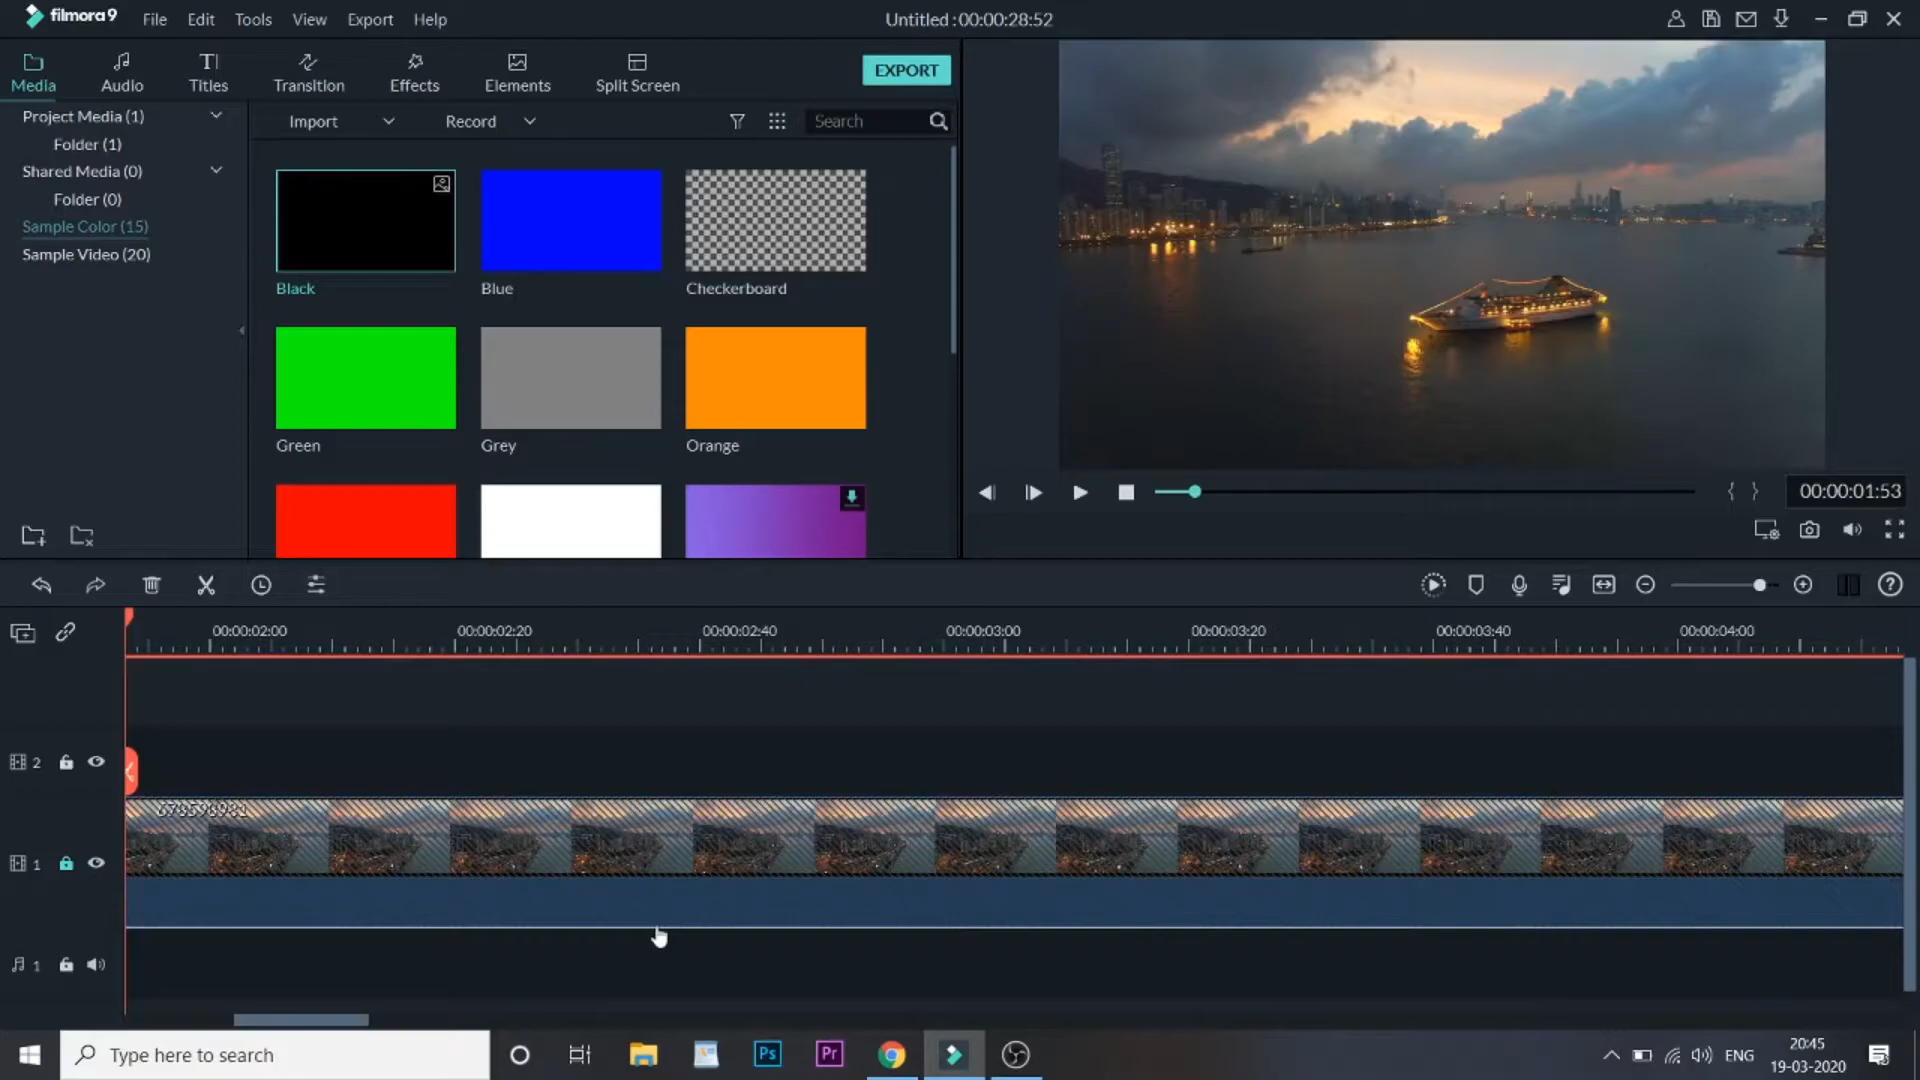 filmora9 File Edit Tools View Export Help Untitled : 00:00:28:52
Media Audio Titles Transition Effects Elements Split Screen EXPORT
Project Media (1)
Folder (1)
Shared Media (0)
Folder (0)
Sample Color (15)
Sample Video (20)
Import Record Search
Black Blue Checkerboard
Green Grey Orange
00:00:01:53
00:00:02:00 00:00:02:20 00:00:02:40 00:00:03:00 00:00:03:20 00:00:03:40 00:00:04:00
2
1
1
Type here to search Ps Pr ENG 20:45
19-03-2020